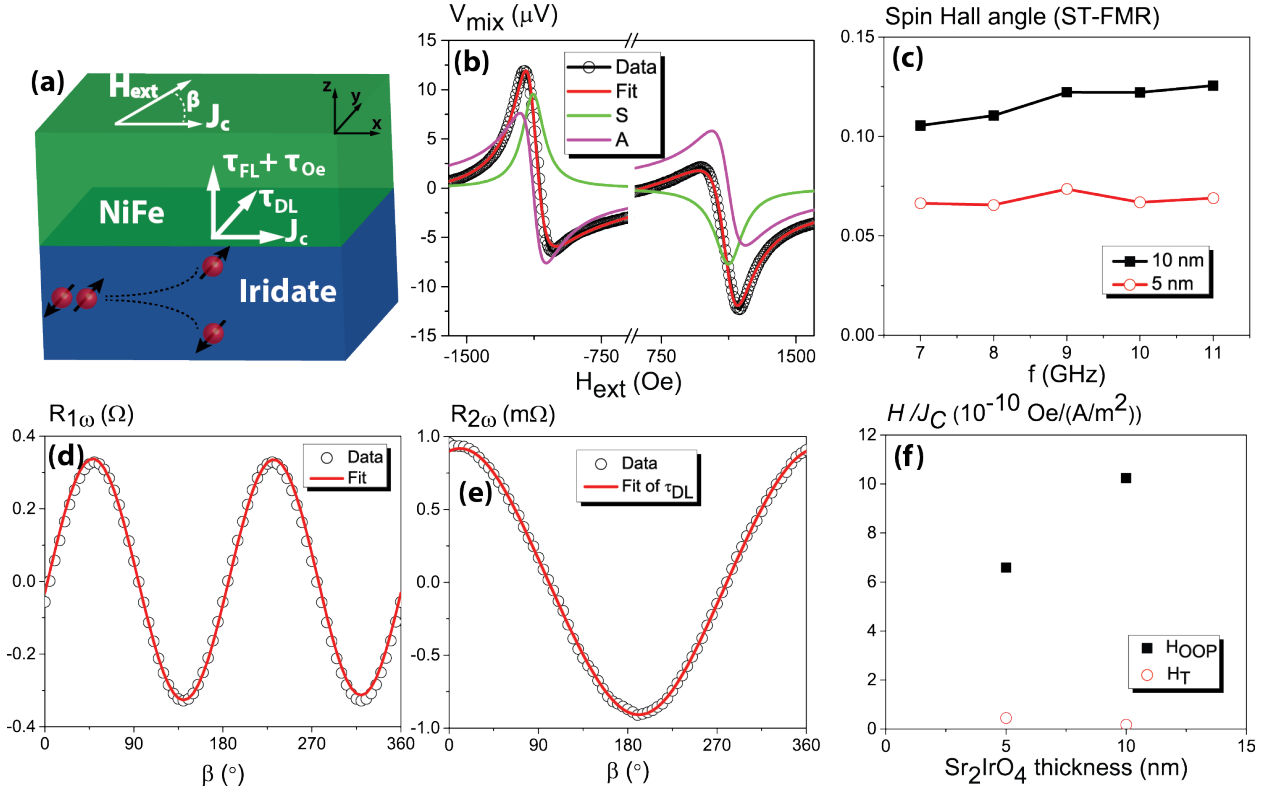 (a)
H_ext
β
J_c
z
y
x
τ_FL + τ_Oe
τ_DL
J_c
NiFe
Iridate
V_mix (μV)
(b)
15
10
5
0
-5
-10
-15
Data
Fit
S
A
-1500
-750
750
1500
H_ext (Oe)
Spin Hall angle (ST-FMR)
(c)
0.15
0.10
0.05
0.00
10 nm
5 nm
7
8
9
10
11
f (GHz)
R_1ω (Ω)
(d)
0.4
0.2
0.0
-0.2
-0.4
Data
Fit
0
90
180
270
360
β (°)
R_2ω (mΩ)
(e)
1.0
0.5
0.0
-0.5
-1.0
Data
Fit of τ_DL
0
90
180
270
360
β (°)
H/J_C (10^-10 Oe/(A/m^2))
(f)
12
10
8
6
4
2
0
H_OOP
H_T
0
5
10
15
Sr_2IrO_4 thickness (nm)